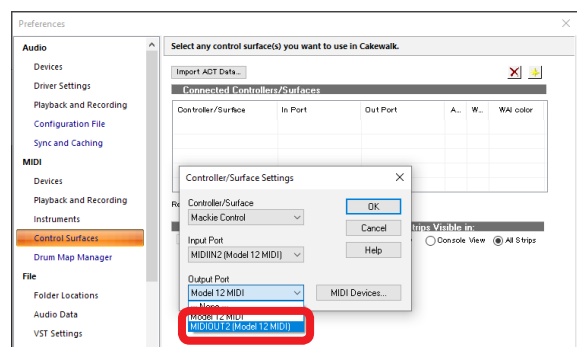 Preferences
Audio
Devices
Driver Settings
Playback and Recording
Configuration File
Sync and Caching
MIDI
Devices
Playback and Recording
Instruments
Control Surfaces
Drum Map Manager
File
Folder Locations
Audio Data
VST Settings
Select any control surface(s) you want to use in Cakewalk.
Import ACT Data...
Connected Controllers/Surfaces
Controller/Surface In Port Out Port A... W... WAI color
Controller/Surface Settings
Controller/Surface
Mackie Control
Input Port
MIDIIN2 (Model 12 MIDI)
Output Port
Model 12 MIDI
--- None ---
Model 12 MIDI
MIDIOUT2 (Model 12 MIDI)
OK
Cancel
Help
MIDI Devices...
Strips Visible in:
Console View All Strips